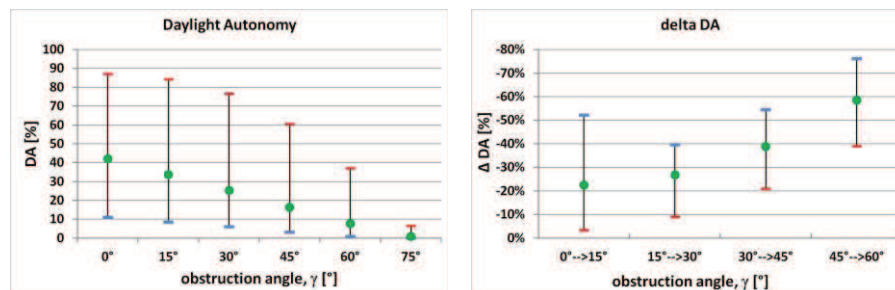 Daylight Autonomy
100
90
80
70
60
50
40
30
20
10
0
DA [%]
0° 15° 30° 45° 60° 75°
obstruction angle, γ [°]
delta DA
-80%
-70%
-60%
-50%
-40%
-30%
-20%
-10%
0%
Δ DA [%]
0°-->15° 15°-->30° 30°-->45° 45°-->60°
obstruction angle, γ [°]